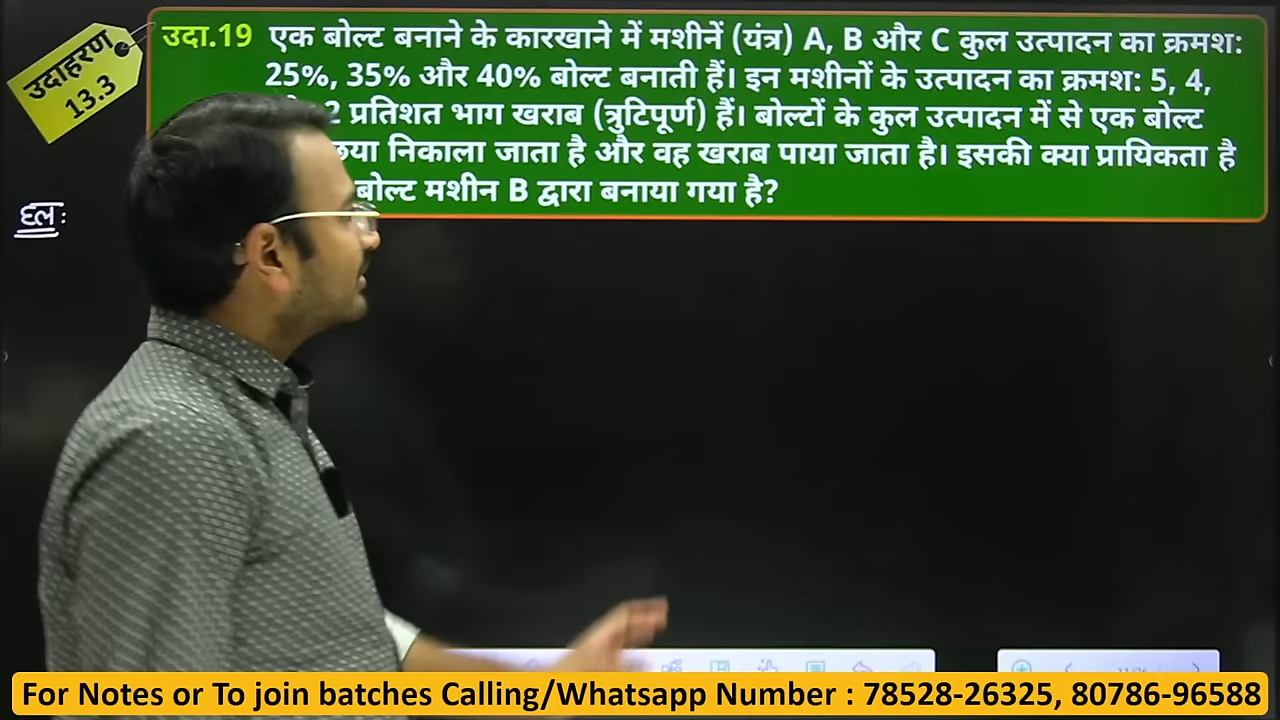 उदाहरण
13.3
उदा.19 एक बोल्ट बनाने के कारखाने में मशीनें (यंत्र) A, B और C कुल उत्पादन का क्रमश:
25%, 35% और 40% बोल्ट बनाती हैं। इन मशीनों के उत्पादन का क्रमश: 5, 4,
2 प्रतिशत भाग खराब (त्रुटिपूर्ण) हैं। बोल्टों के कुल उत्पादन में से एक बोल्ट
निकाला जाता है और वह खराब पाया जाता है। इसकी क्या प्रायिकता है
बोल्ट मशीन B द्वारा बनाया गया है?
हल:
For Notes or To join batches Calling/Whatsapp Number : 78528-26325, 80786-96588